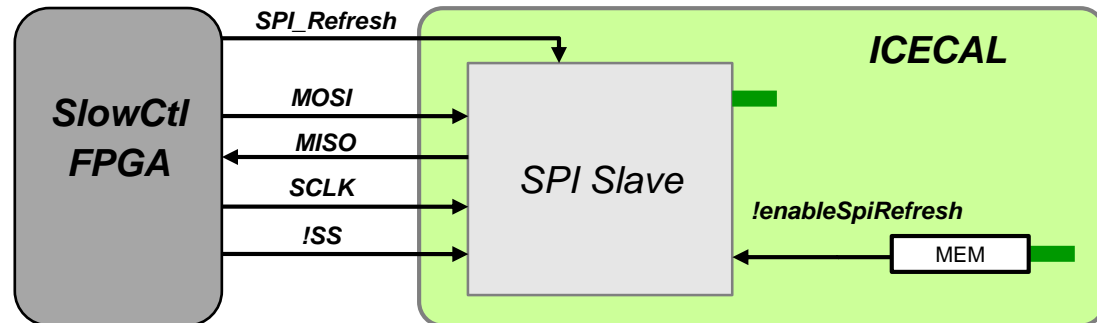 SPI_Refresh
ICECAL
MOSI
SlowCtl
FPGA
MISO
SPI Slave
SCLK
!enableSpiRefresh
!SS
MEM